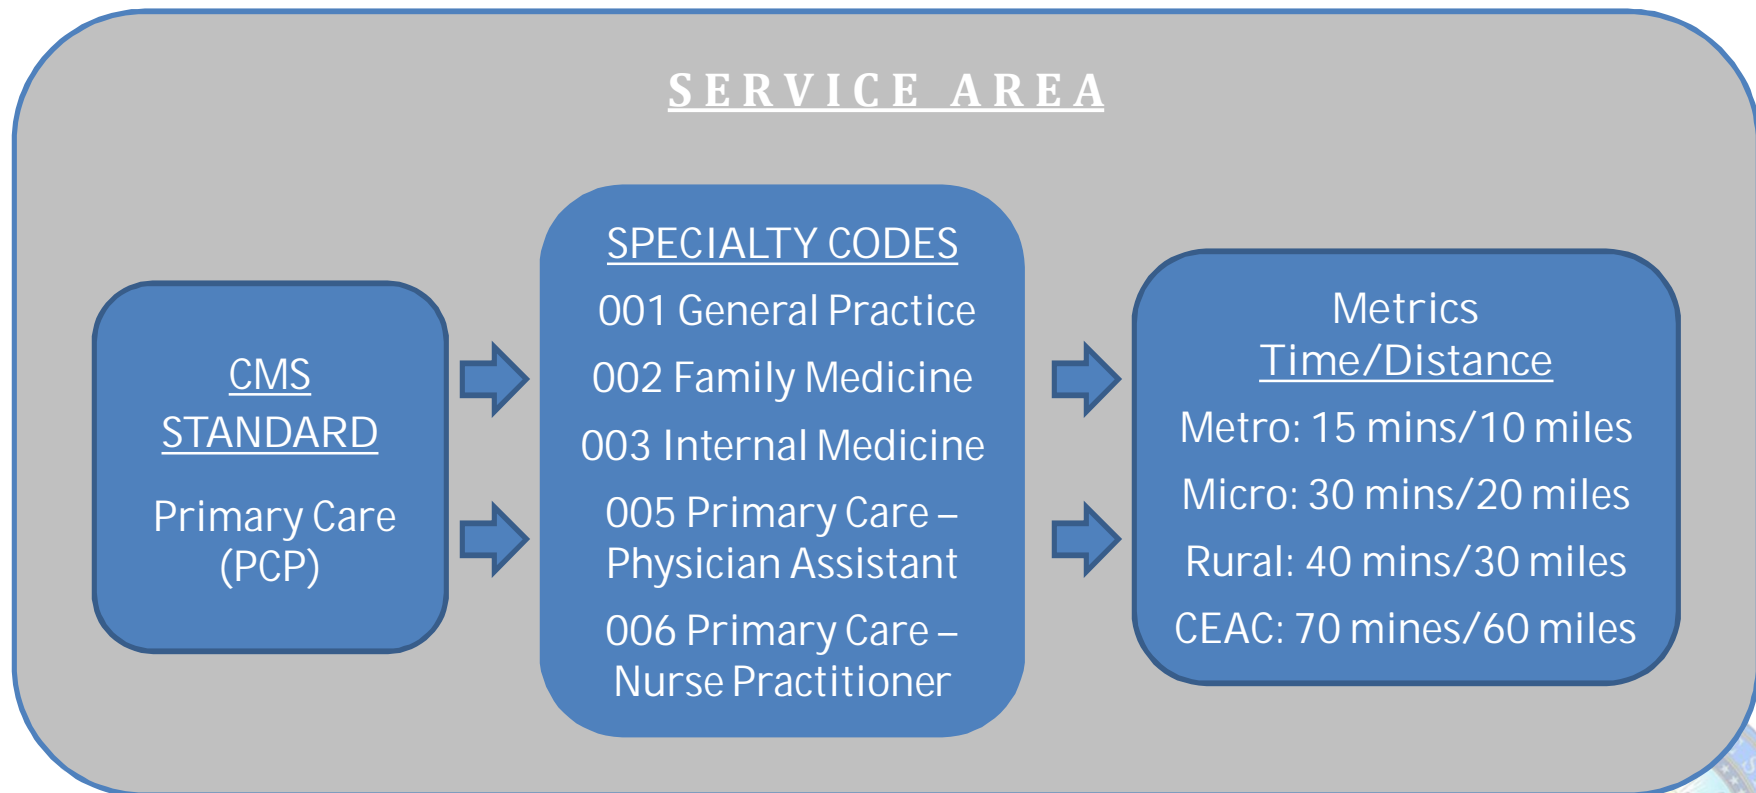 SERVICE AREA
CMS
STANDARD
Primary Care
(PCP)
SPECIALTY CODES
001 General Practice
002 Family Medicine
003 Internal Medicine
005 Primary Care –
Physician Assistant
006 Primary Care –
Nurse Practitioner
Metrics
Time/Distance
Metro: 15 mins/10 miles
Micro: 30 mins/20 miles
Rural: 40 mins/30 miles
CEAC: 70 mines/60 miles